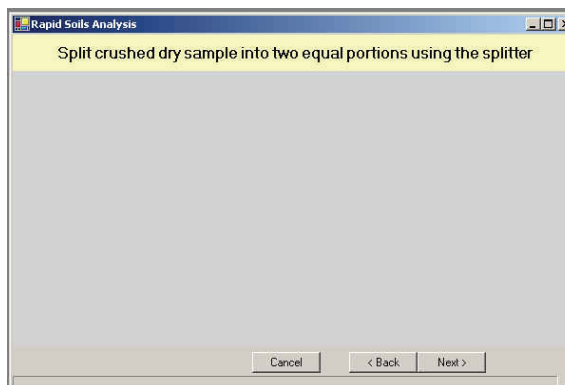 Rapid Soils Analysis
Split crushed dry sample into two equal portions using the splitter
Cancel < Back Next >